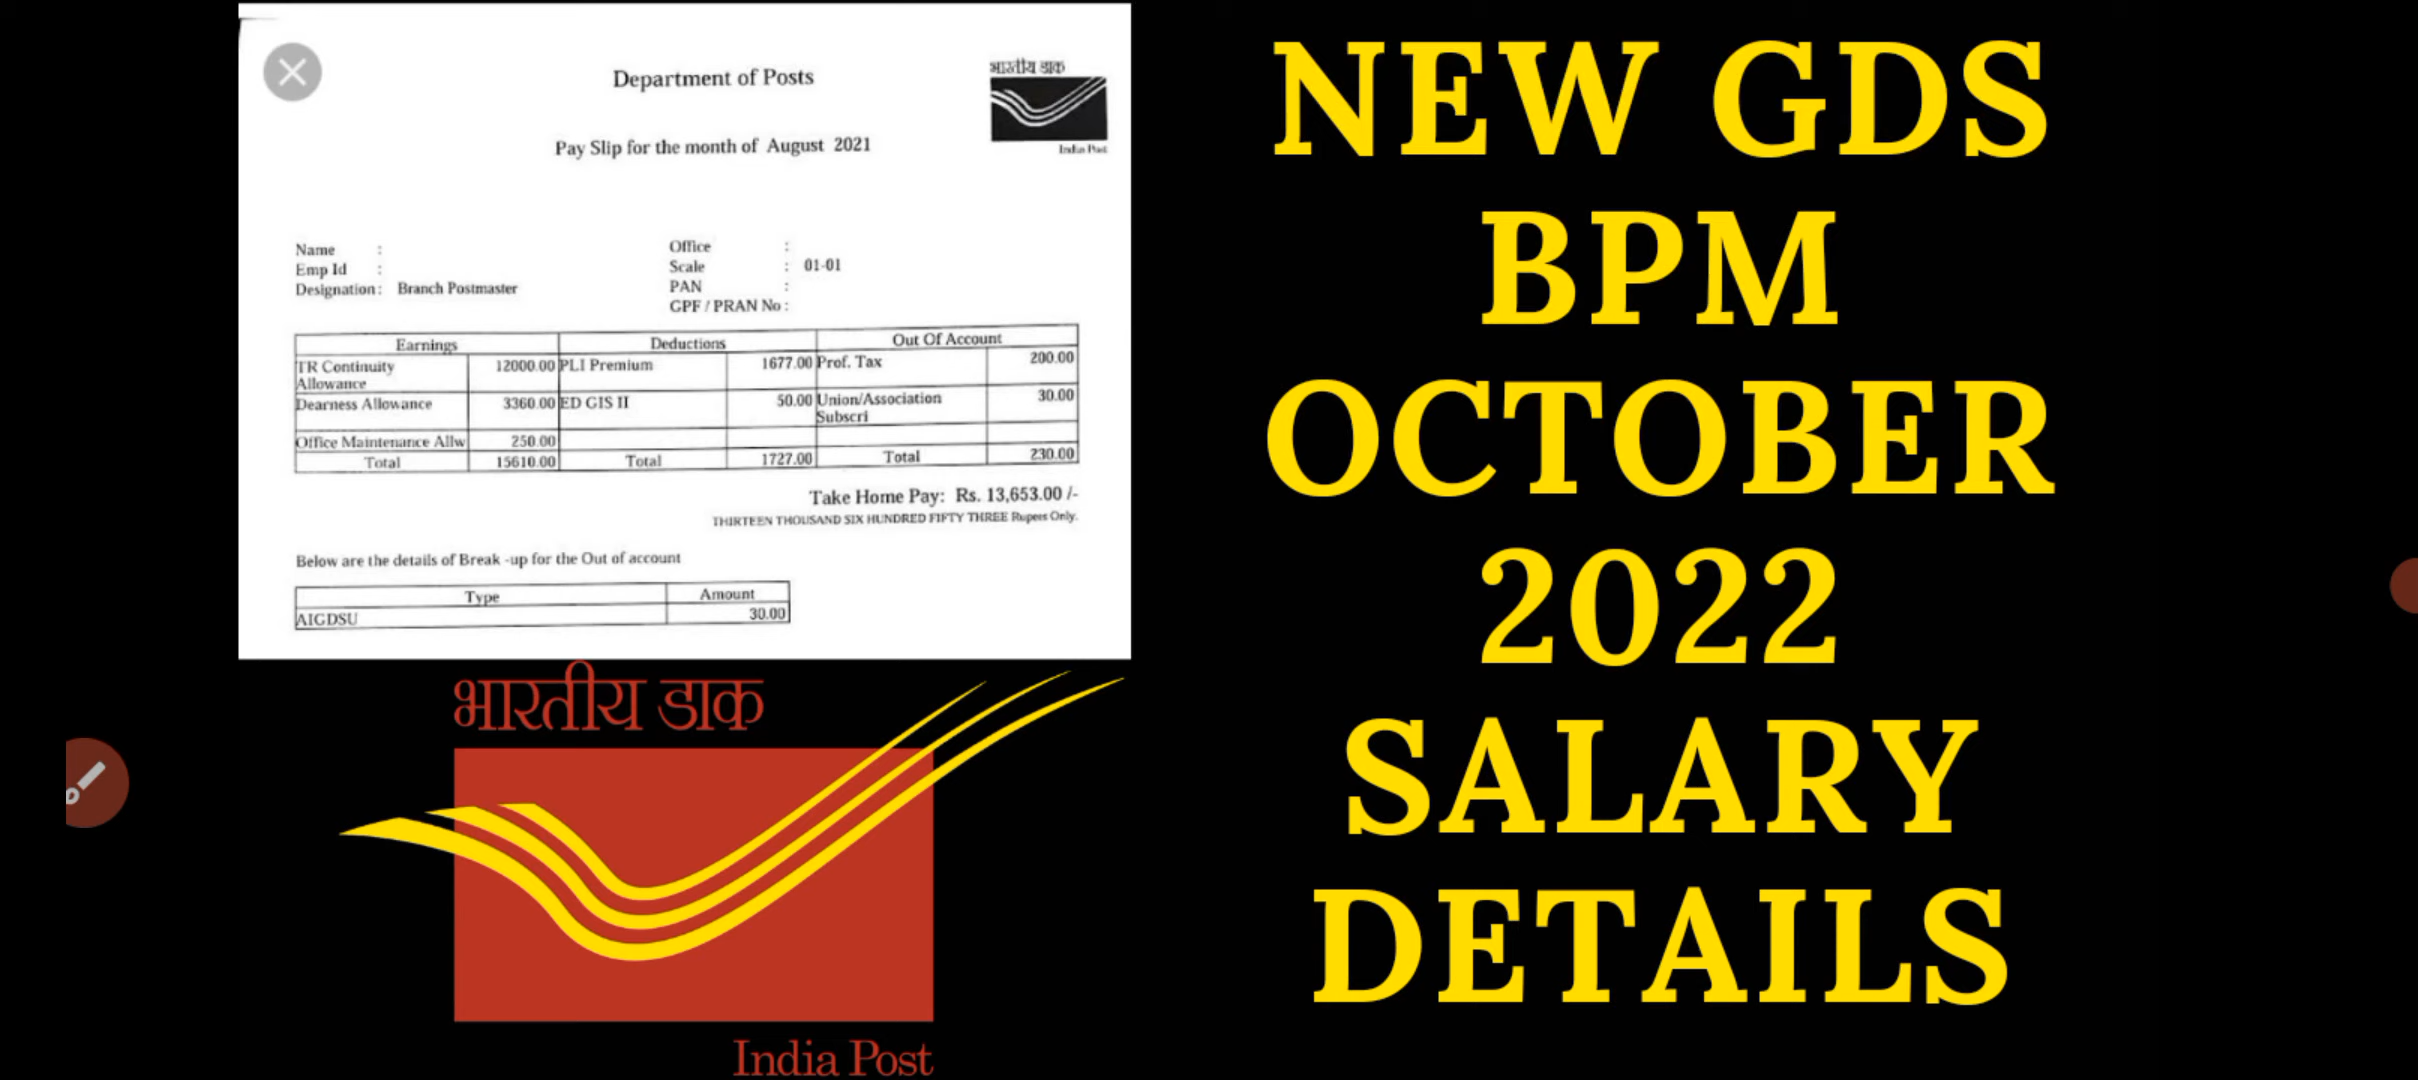 Department of Posts
भारतीय डाक
India Post
Pay Slip for the month of August 2021
Name :
Emp Id :
Designation : Branch Postmaster
Office :
Scale : 01-01
PAN :
GPF / PRAN No :
Earnings Deductions Out Of Account
TR Continuity Allowance 12000.00 PLI Premium 1677.00 Prof. Tax 200.00
Dearness Allowance 3360.00 ED GIS II 50.00 Union/Association Subscri 30.00
Office Maintenance Allw 250.00
Total 15610.00 Total 1727.00 Total 230.00
Take Home Pay: Rs. 13,653.00 /-
THIRTEEN THOUSAND SIX HUNDRED FIFTY THREE Rupees Only.
Below are the details of Break -up for the Out of account
Type Amount
AIGDSU 30.00
भारतीय डाक
India Post
NEW GDS
BPM
OCTOBER
2022
SALARY
DETAILS